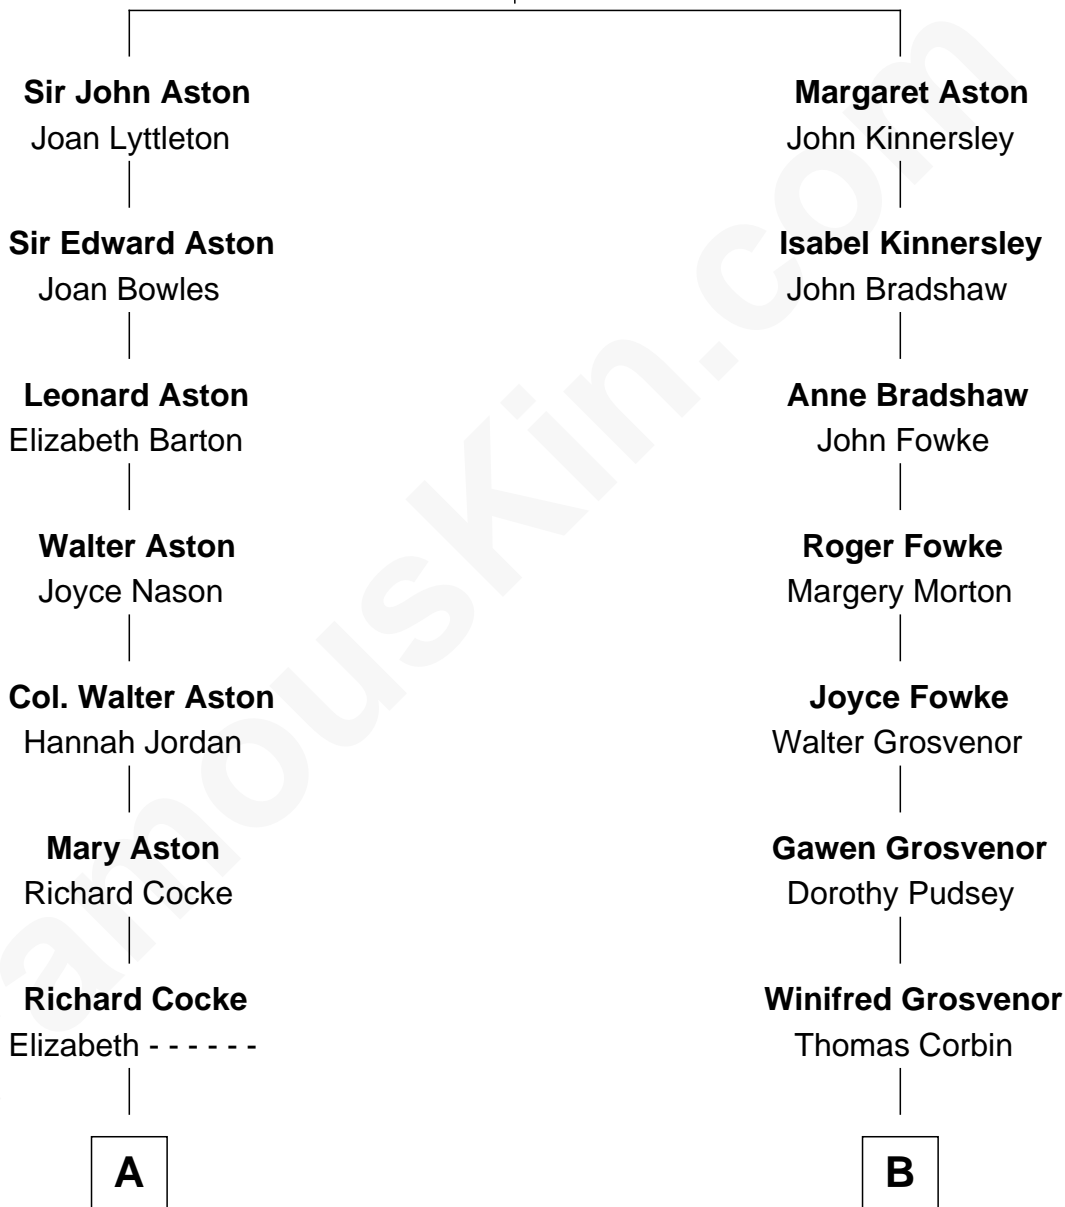 Sir John Aston
Joan Lyttleton
Sir Edward Aston
Joan Bowles
Leonard Aston
Elizabeth Barton
Walter Aston
Joyce Nason
Col. Walter Aston
Hannah Jordan
Mary Aston
Richard Cocke
Richard Cocke
Elizabeth - - - - - -
A
Margaret Aston
John Kinnersley
Isabel Kinnersley
John Bradshaw
Anne Bradshaw
John Fowke
Roger Fowke
Margery Morton
Joyce Fowke
Walter Grosvenor
Gawen Grosvenor
Dorothy Pudsey
Winifred Grosvenor
Thomas Corbin
B
amouskin.com